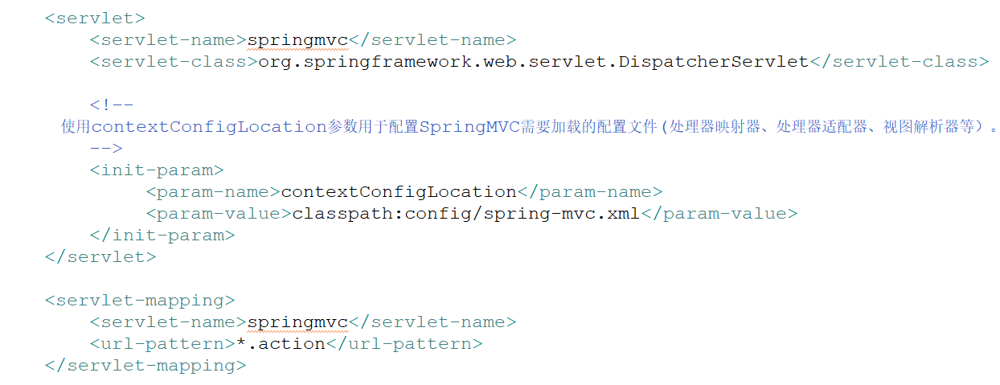 <servlet>
<servlet-name>springmvc</servlet-name>
<servlet-class>org.springframework.web.servlet.DispatcherServlet</servlet-class>
<!--
使用contextConfigLocation参数用于配置SpringMVC需要加载的配置文件(处理器映射器、处理器适配器、视图解析器等）。
-->
<init-param>
<param-name>contextConfigLocation</param-name>
<param-value>classpath:config/spring-mvc.xml</param-value>
</init-param>
</servlet>
<servlet-mapping>
<servlet-name>springmvc</servlet-name>
<url-pattern>*.action</url-pattern>
</servlet-mapping>